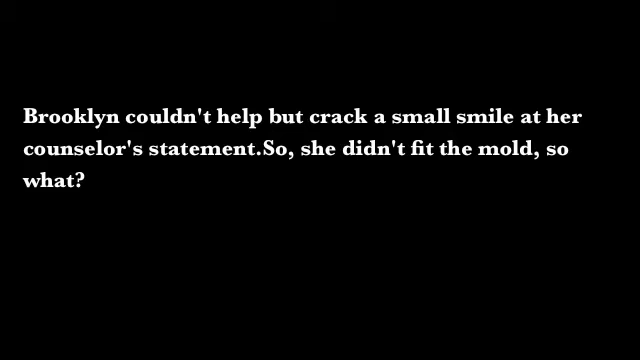 Brooklyn couldn't help but crack a small smile at her
counselor's statement.So, she didn't fit the mold, so
what?